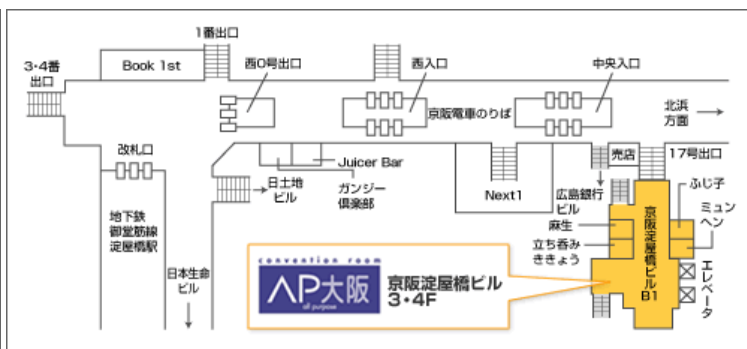 1番出口
3・4番
出口
Book 1st
西0号出口
西入口
中央入口
京阪電車のりば
北浜
方面
改札口
Juicer Bar
日土地
ビル
ガンジー
倶楽部
Next1
広島銀行
ビル
売店
17号出口
ふじ子
ミュン
ヘン
麻生
立ち呑み
ききょう
京阪淀屋橋ビル
B1
エレベータ
地下鉄
御堂筋線
淀屋橋駅
日本生命
ビル
convention room
AP大阪
all purpose
京阪淀屋橋ビル
3・4F